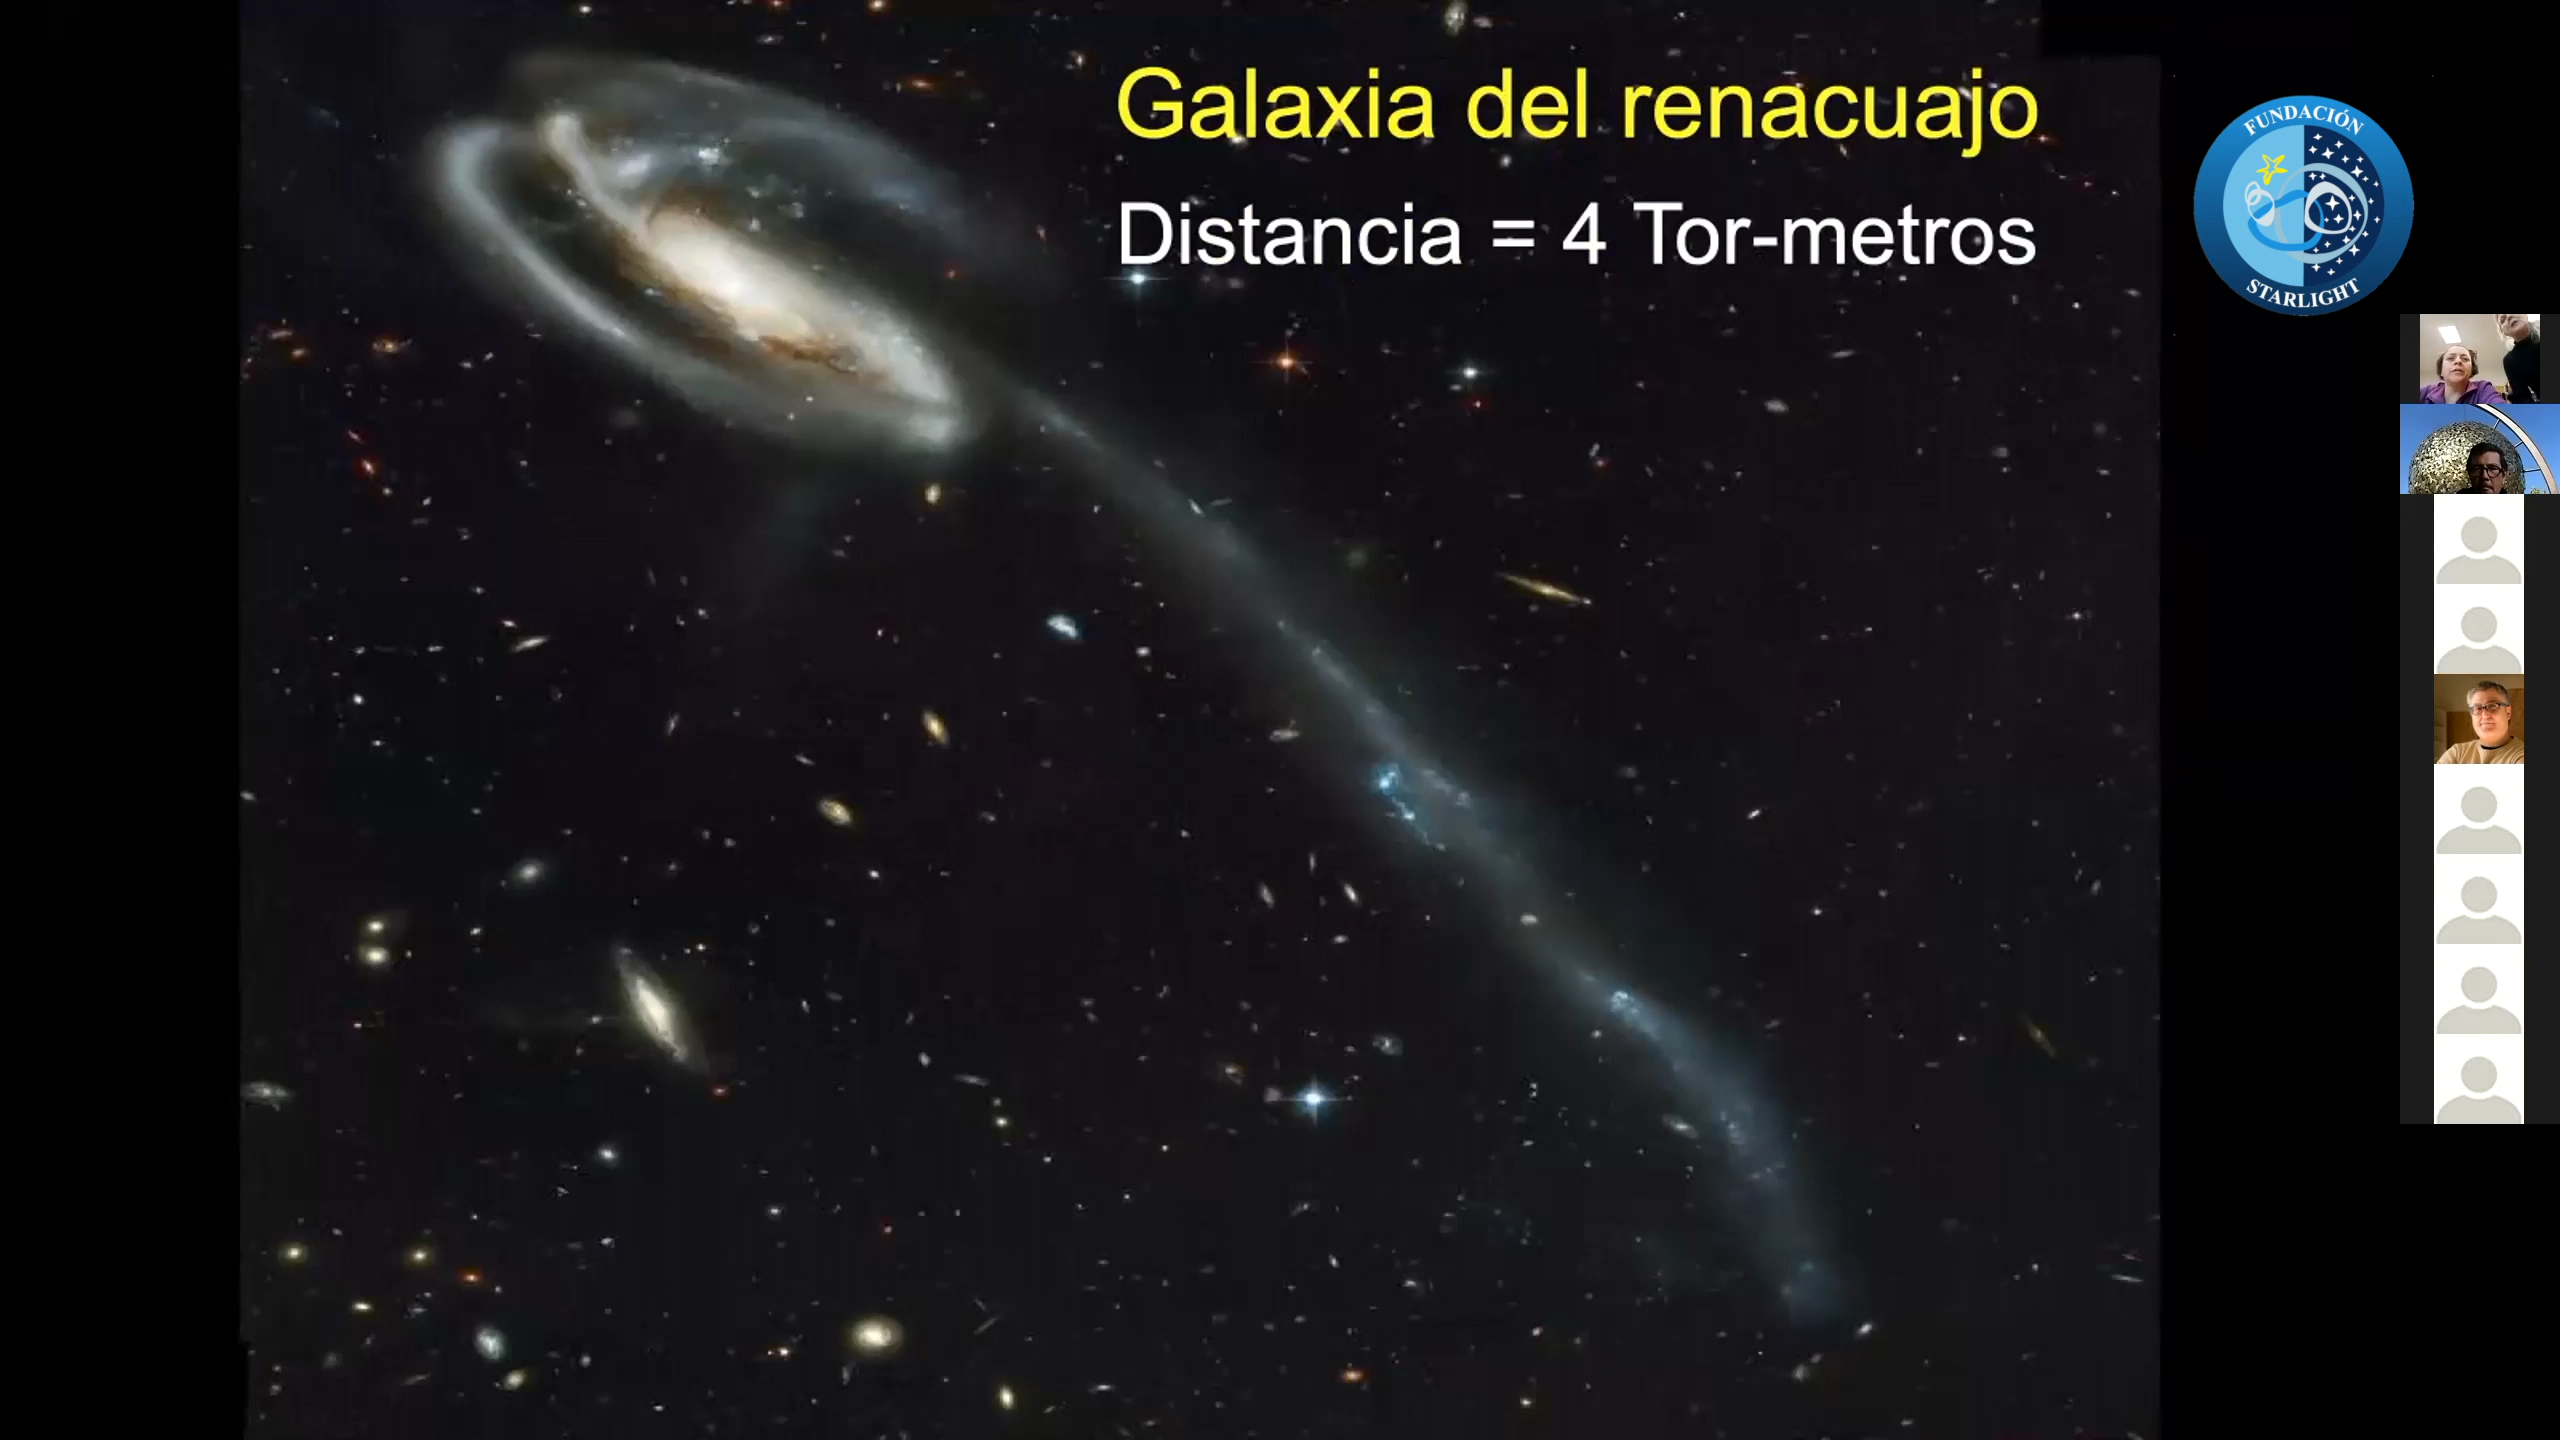 Galaxia del renacuajo
Distancia = 4 Tor-metros
FUNDACIÓN
STARLIGHT